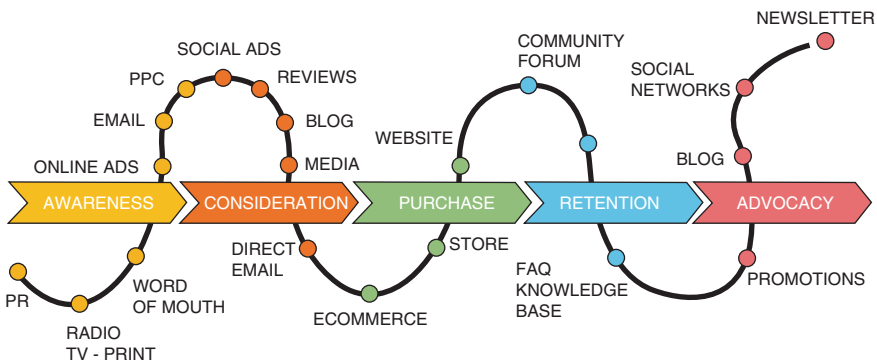 NEWSLETTER
SOCIAL ADS
COMMUNITY
FORUM
PPC
REVIEWS
SOCIAL
NETWORKS
EMAIL
BLOG
WEBSITE
ONLINE ADS
MEDIA
BLOG
AWARENESS
CONSIDERATION
PURCHASE
RETENTION
ADVOCACY
DIRECT
EMAIL
STORE
FAQ
KNOWLEDGE
BASE
PROMOTIONS
WORD
OF MOUTH
PR
ECOMMERCE
RADIO
TV - PRINT